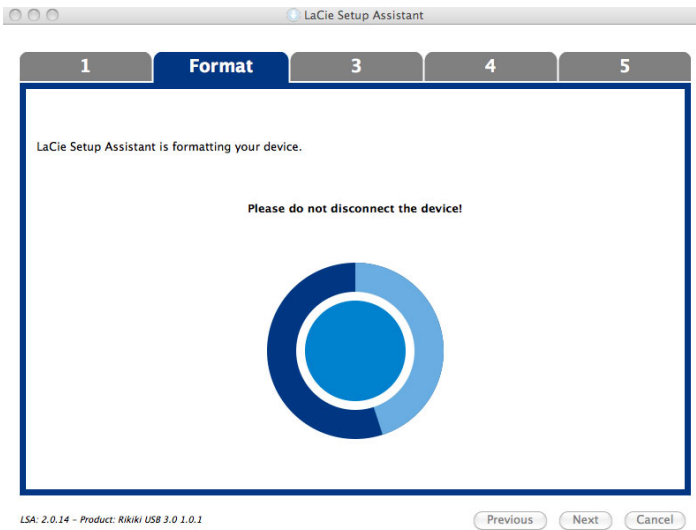 LaCie Setup Assistant
1 Format 3 4 5
LaCie Setup Assistant is formatting your device.
Please do not disconnect the device!
LSA: 2.0.14 – Product: Rikiki USB 3.0 1.0.1
Previous Next Cancel